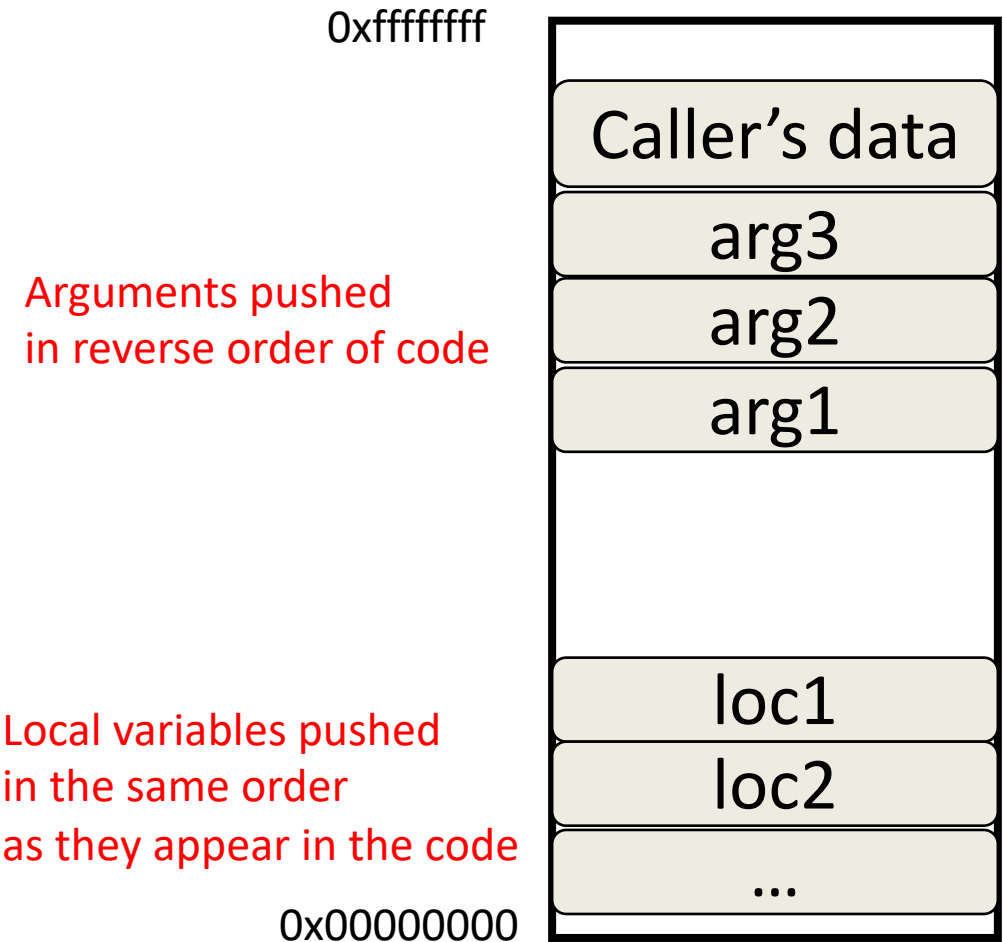 0xffffffff
Caller’s data
arg3
Arguments pushed
in reverse order of code
arg2
arg1
loc1
Local variables pushed
in the same order
as they appear in the code
loc2
...
0x00000000